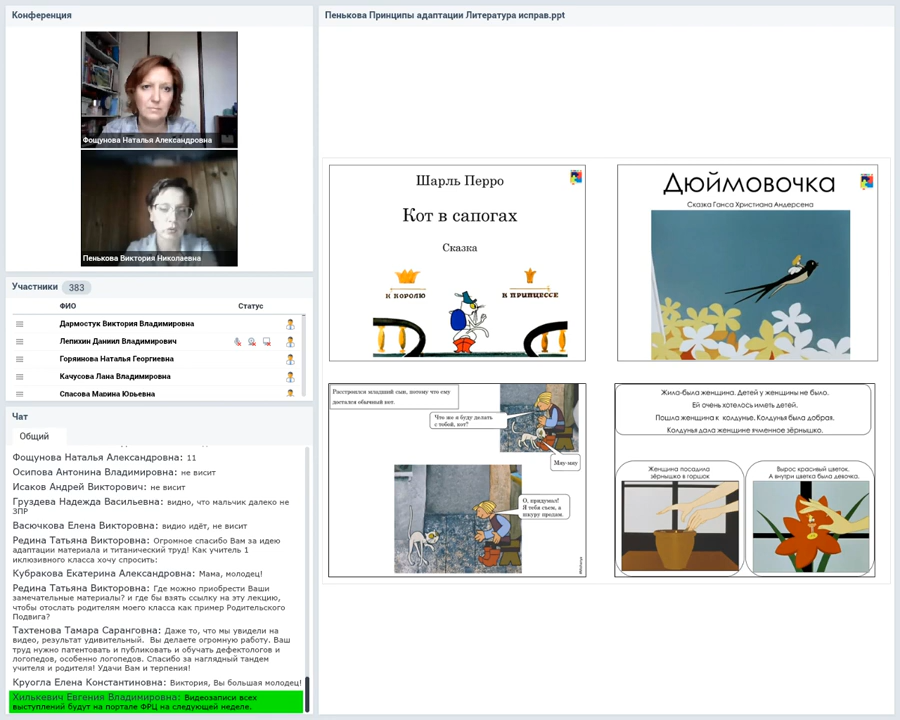 Конференция
Фощунова Наталья Александровна
Пенькова Виктория Николаевна
Участники 383
ФИО Статус
Дармостук Виктория Владимировна
Лепихин Даниил Владимирович
Горяинова Наталья Георгиевна
Качусова Лана Владимировна
Спасова Марина Юрьевна
Чат
Общий
Фощунова Наталья Александровна: 11
Осипова Антонина Владимировна: не висит
Исаков Андрей Викторович: не висит
Груздева Надежда Васильевна: видно, что мальчик далеко не
ЗПР
Васючкова Елена Викторовна: видио идёт, не висит
Редина Татьяна Викторовна: Огромное спасибо Вам за идею
адаптации материала и титанический труд! Как учитель 1
иклюзивного класса хочу спросить:
Кубракова Екатерина Александровна: Мама, молодец!
Редина Татьяна Викторовна: Где можно приобрести Ваши
замечательные материалы? и где бы взять ссылку на эту лекцию,
чтобы отослать родителям моего класса как пример Родительского
Подвига?
Тахтенова Тамара Саранговна: Даже то, что мы увидели на
видео, результат удивительный. Вы делаете огромную работу. Ваш
труд нужно патентовать и публиковать и обучать дефектологов и
логопедов, особенно логопедов. Спасибо за наглядный тандем
учителя и родителя! Удачи Вам и терпения!
Круогла Елена Константиновна: Виктория, Вы большая молодец!
Хилькевич Евгения Владимировна: Видеозаписи всех
выступлений будут на портале ФРЦ на следующей неделе.
Пенькова Принципы адаптации Литература исправ.ppt
Шарль Перро
Кот в сапогах
Сказка
К КОРОЛЮ
К ПРИНЦЕССЕ
Дюймовочка
Сказка Ганса Христиана Андерсена
Расстроился младший сын, потому что ему
достался обычный кот.
Что же я буду делать
с тобой, кот?
Мяу-мяу
О, придумал!
Я тебя съем, а
шкуру продам.
Жила-была женщина. Детей у женщины не было.
Ей очень хотелось иметь детей.
Пошла женщина к колдунье. Колдунья была добрая.
Колдунья дала женщине ячменное зёрнышко.
Женщина посадила
зёрнышко в горшок
Вырос красивый цветок.
А внутри цветка была девочка.